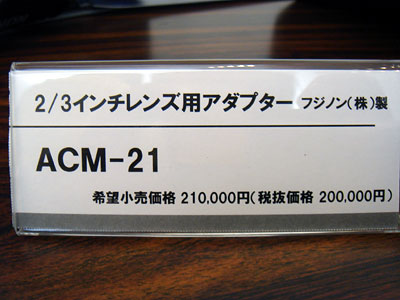 2/3インチレンズ用アダプター フジノン(株)製
ACM-21
希望小売価格 210,000円(税抜価格 200,000円)